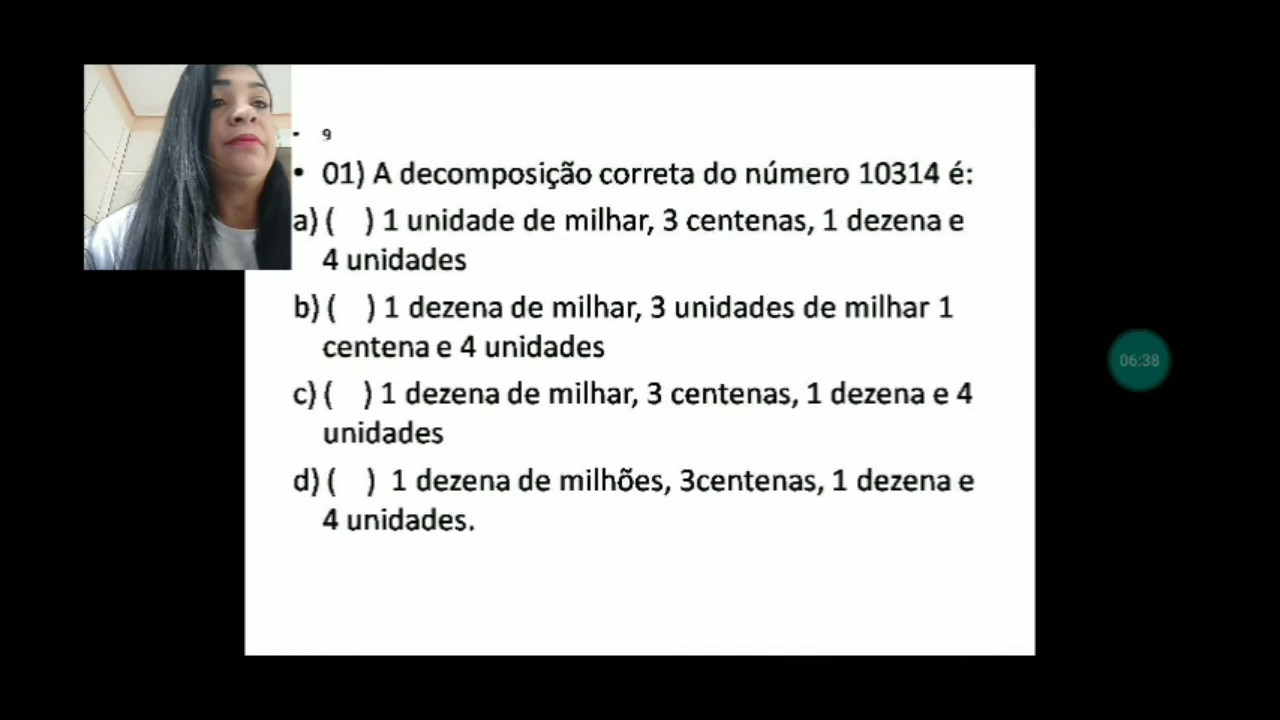 • 9
• 01) A decomposição correta do número 10314 é:
a) (   ) 1 unidade de milhar, 3 centenas, 1 dezena e
4 unidades
b) (   ) 1 dezena de milhar, 3 unidades de milhar 1
centena e 4 unidades
c) (   ) 1 dezena de milhar, 3 centenas, 1 dezena e 4
unidades
d) (   ) 1 dezena de milhões, 3centenas, 1 dezena e
4 unidades.
06:38